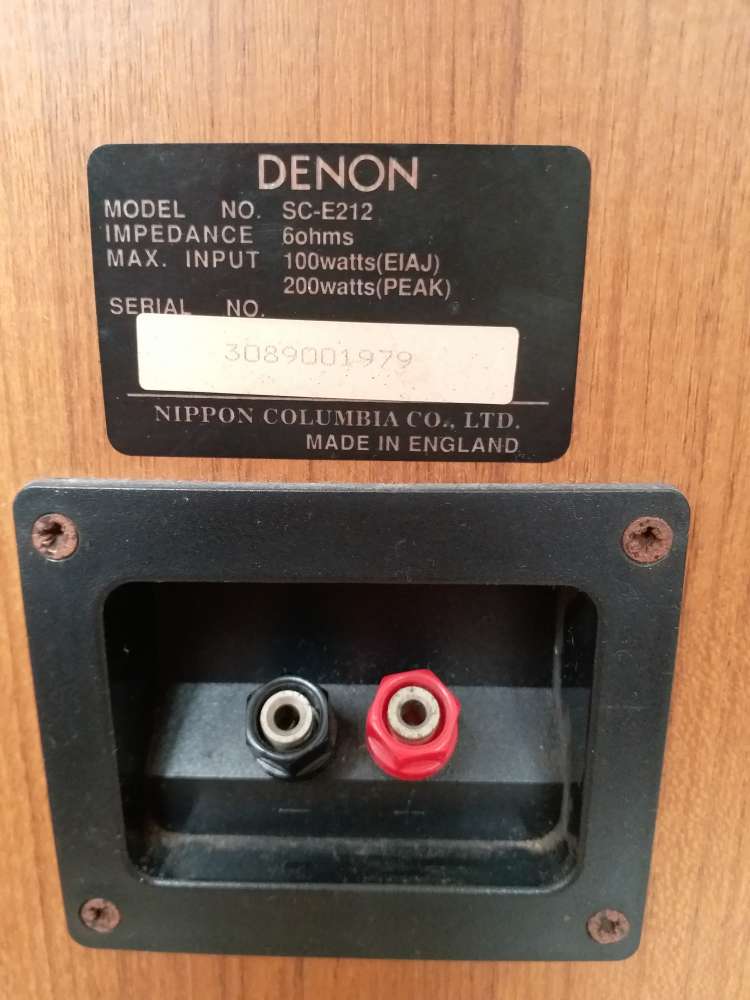 DENON
MODEL NO. SC-E212
IMPEDANCE 6ohms
MAX. INPUT 100watts(EIAJ)
200watts(PEAK)
SERIAL NO.
3089001979
NIPPON COLUMBIA CO., LTD.
MADE IN ENGLAND
− +